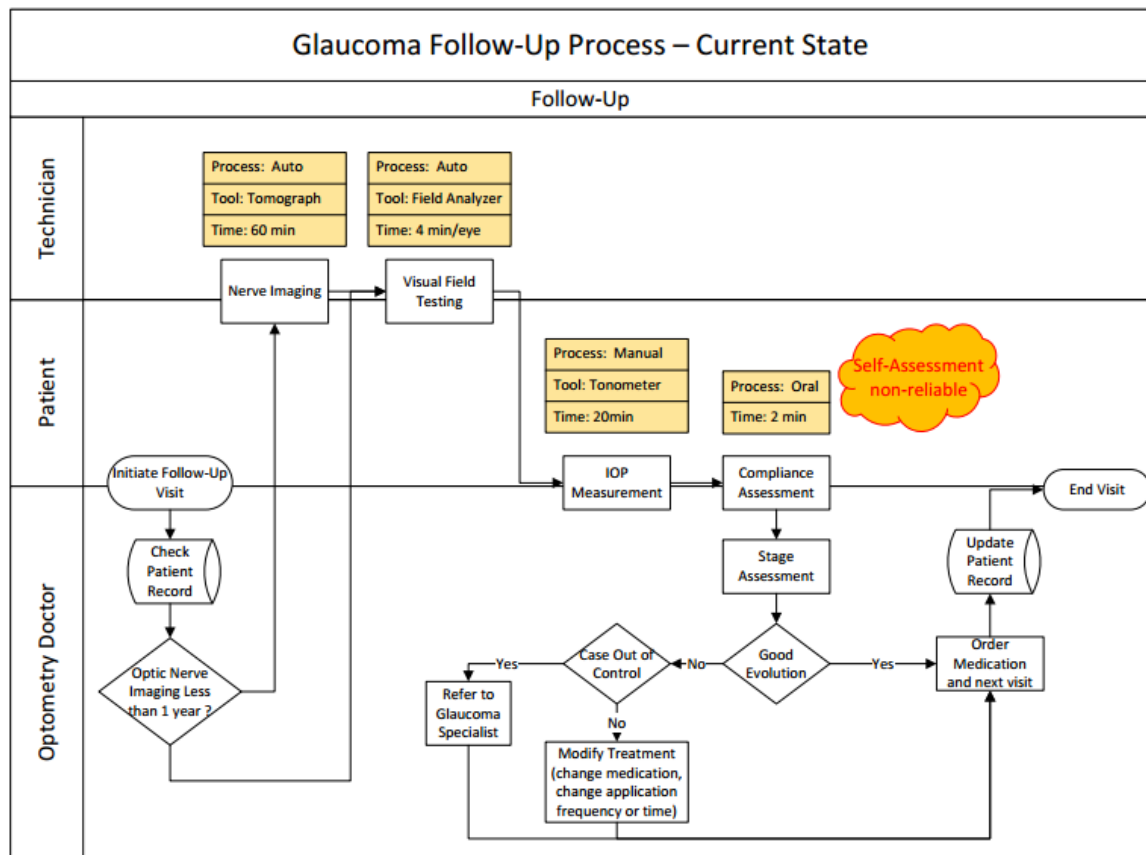 Glaucoma Follow-Up Process – Current State
Follow-Up
Technician
Process: Auto
Tool: Tomograph
Time: 60 min
Process: Auto
Tool: Field Analyzer
Time: 4 min/eye
Nerve Imaging
Visual Field
Testing
Patient
Process: Manual
Tool: Tonometer
Time: 20min
Process: Oral
Time: 2 min
Self-Assessment
non-reliable
Initiate Follow-Up
Visit
IOP
Measurement
Compliance
Assessment
End Visit
Optometry Doctor
Check
Patient
Record
Stage
Assessment
Update
Patient
Record
Optic Nerve
Imaging Less
than 1 year ?
Yes
Case Out of
Control
No
Good
Evolution
Yes
Order
Medication
and next visit
Refer to
Glaucoma
Specialist
No
Modify Treatment
(change medication,
change application
frequency or time)